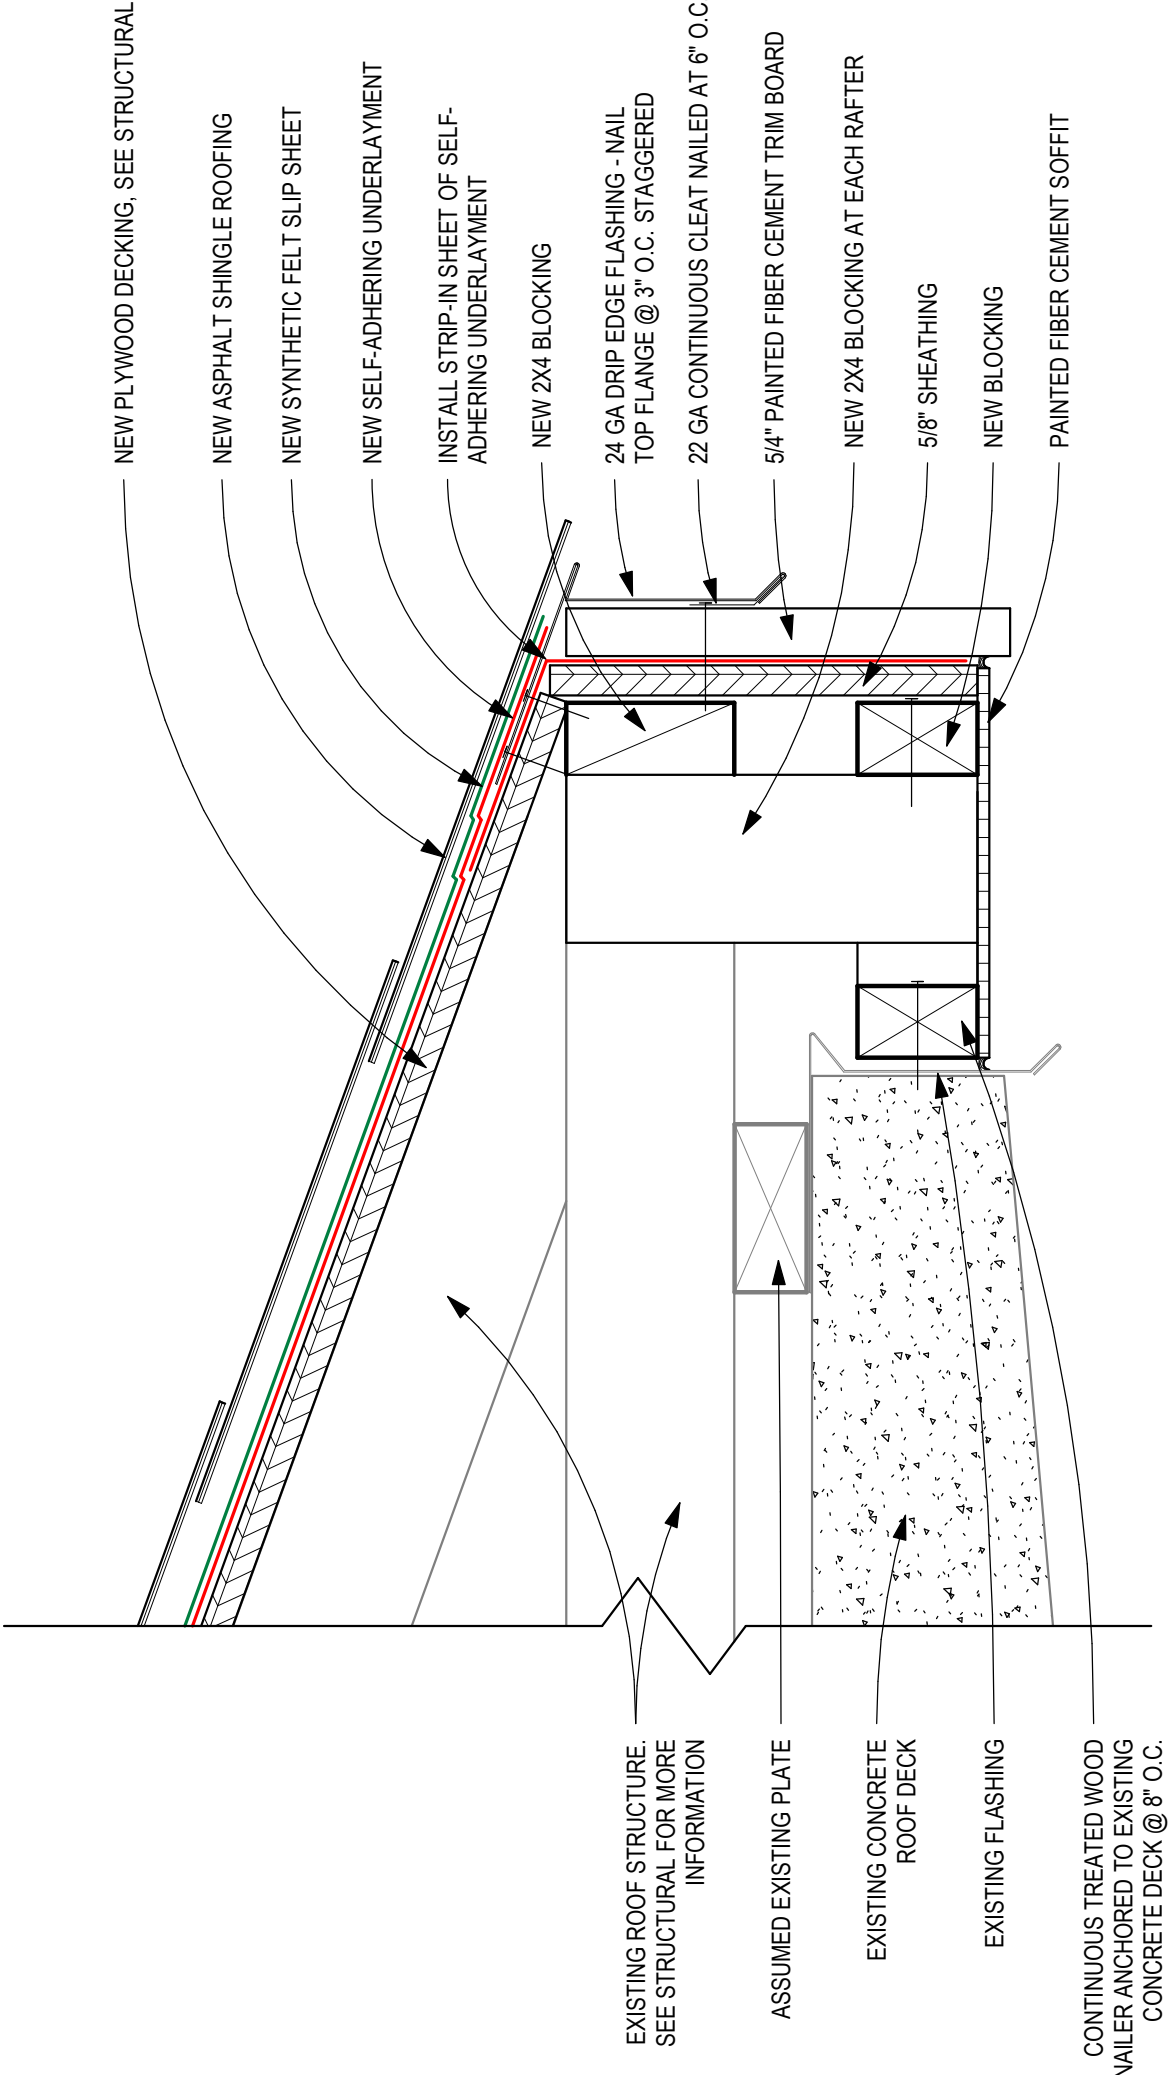 NEW PLYWOOD DECKING, SEE STRUCTURAL
NEW ASPHALT SHINGLE ROOFING
NEW SYNTHETIC FELT SLIP SHEET
NEW SELF-ADHERING UNDERLAYMENT
INSTALL STRIP-IN SHEET OF SELF-
ADHERING UNDERLAYMENT
NEW 2X4 BLOCKING
24 GA DRIP EDGE FLASHING - NAIL
TOP FLANGE @ 3" O.C. STAGGERED
22 GA CONTINUOUS CLEAT NAILED AT 6" O.C
5/4" PAINTED FIBER CEMENT TRIM BOARD
NEW 2X4 BLOCKING AT EACH RAFTER
5/8" SHEATHING
NEW BLOCKING
PAINTED FIBER CEMENT SOFFIT
EXISTING ROOF STRUCTURE.
SEE STRUCTURAL FOR MORE
INFORMATION
ASSUMED EXISTING PLATE
EXISTING CONCRETE
ROOF DECK
EXISTING FLASHING
CONTINUOUS TREATED WOOD
NAILER ANCHORED TO EXISTING
CONCRETE DECK @ 8" O.C.